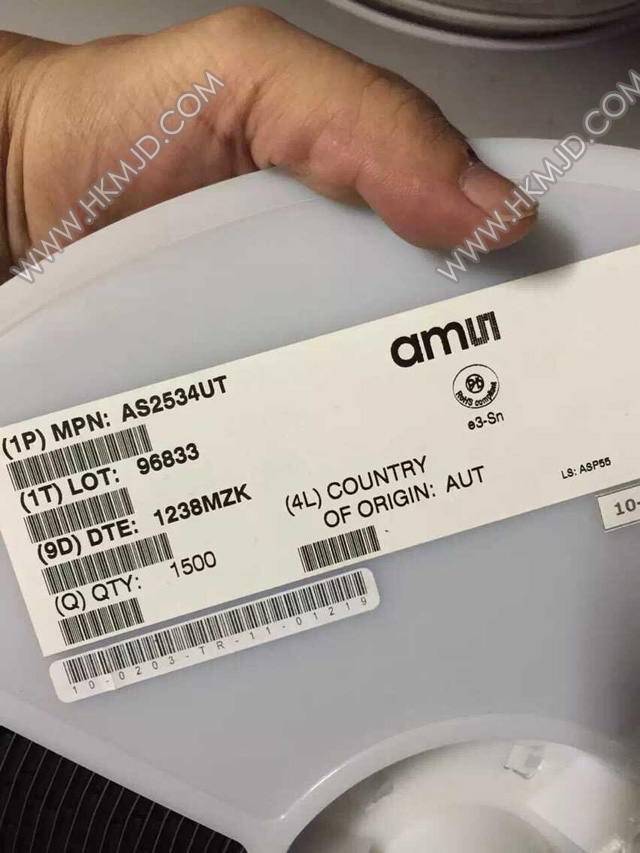 WWW.HKMJD.COM
WWW.HKMJD.COM
amu
RoHS compliant
e3-Sn
(1P) MPN: AS2534UT
(1T) LOT: 96833
(9D) DTE: 1238MZK
(4L) COUNTRY
OF ORIGIN: AUT
(Q) QTY: 1500
LS: ASP55
10-
10-0203-TR-11-01219